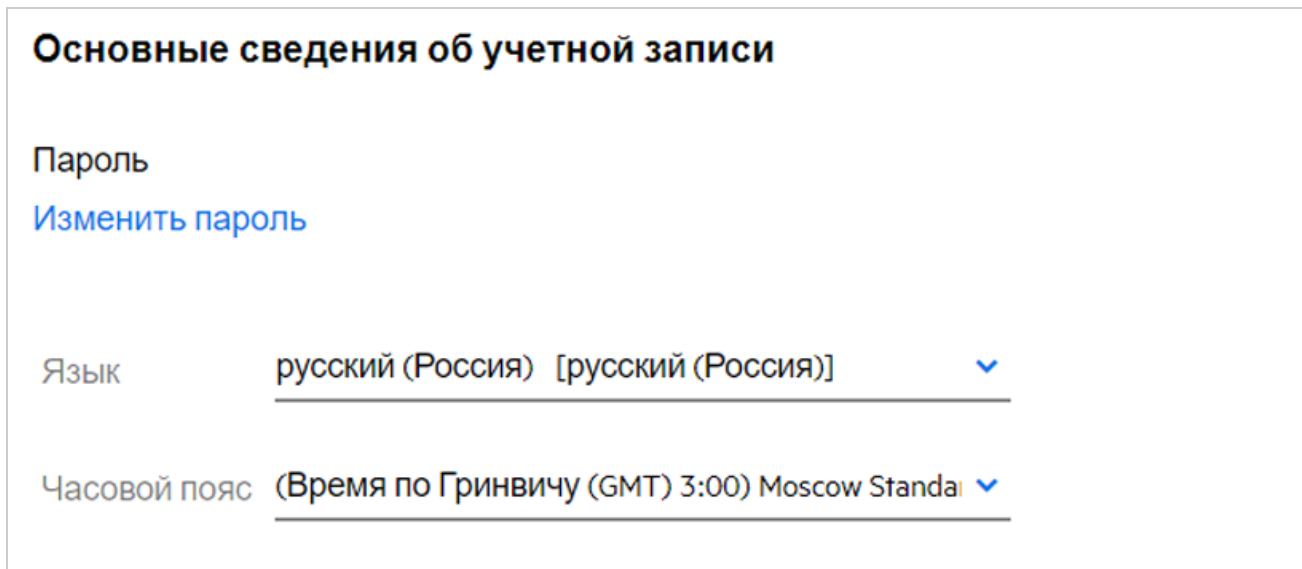 Основные сведения об учетной записи
Пароль
Изменить пароль
Язык русский (Россия) [русский (Россия)]
Часовой пояс (Время по Гринвичу (GMT) 3:00) Moscow Standa